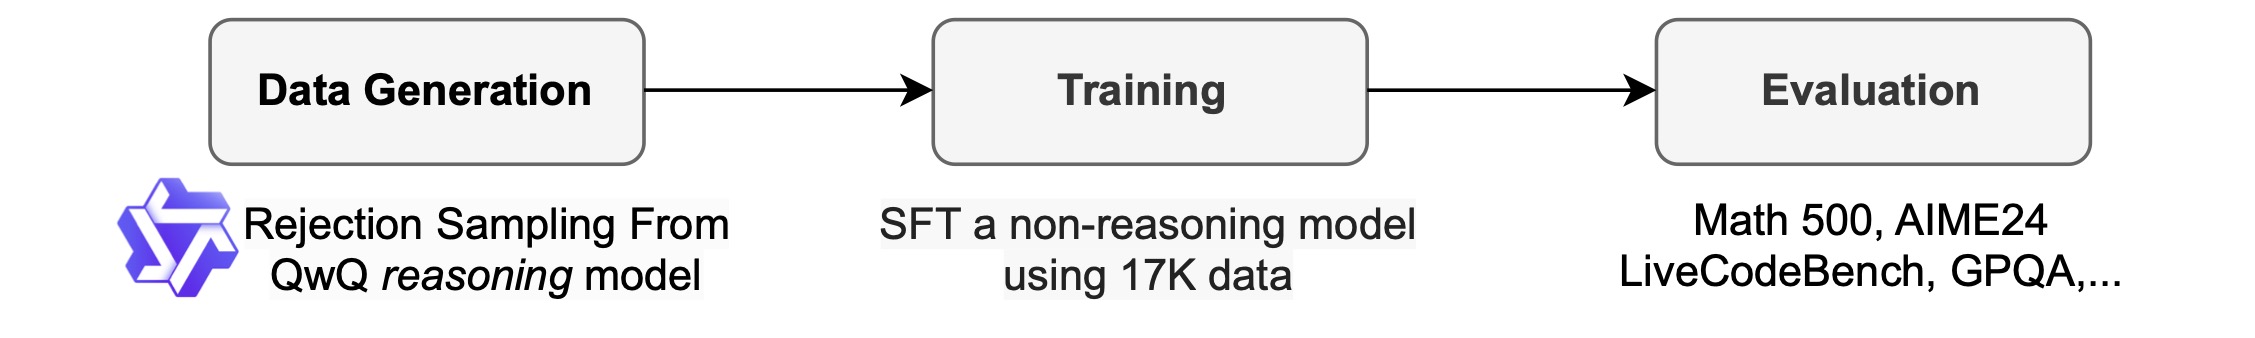 Data Generation
Training
Evaluation
Rejection Sampling From
QwQ reasoning model
SFT a non-reasoning model
using 17K data
Math 500, AIME24
LiveCodeBench, GPQA,...